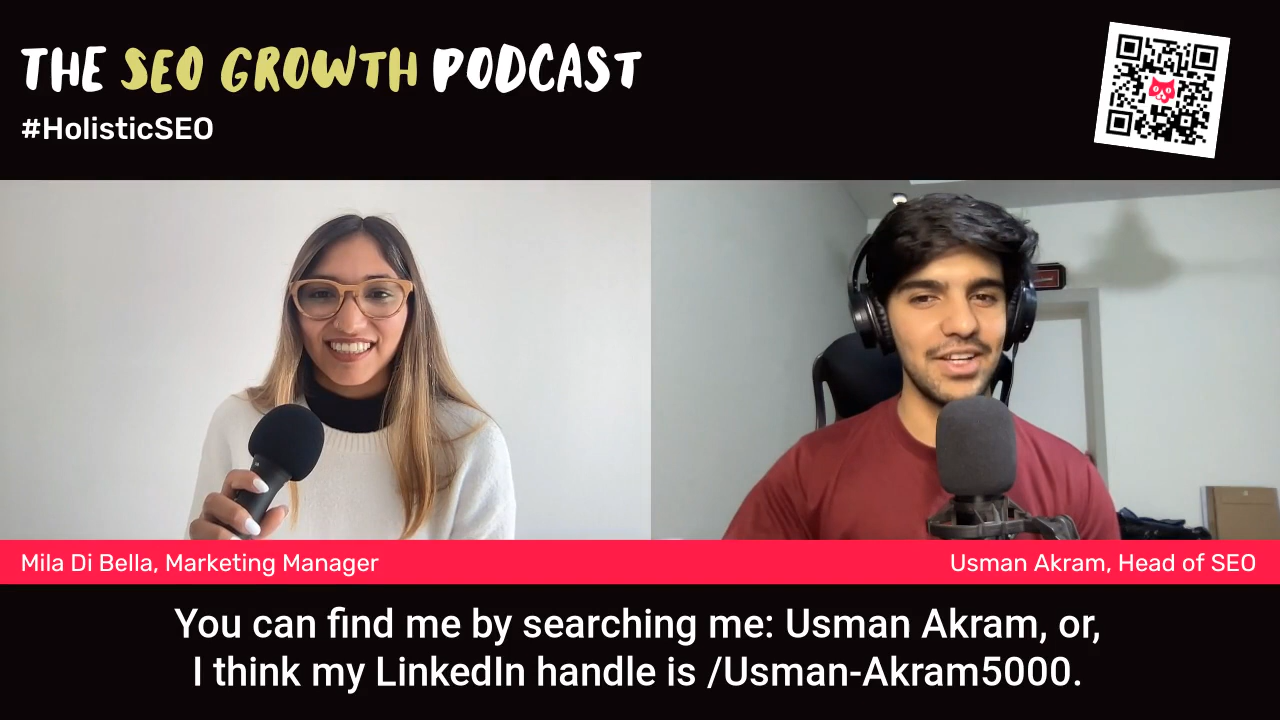 THE SEO GROWTH PODCAST
#HolisticSEO
Mila Di Bella, Marketing Manager
Usman Akram, Head of SEO
You can find me by searching me: Usman Akram, or,
I think my LinkedIn handle is /Usman-Akram5000.